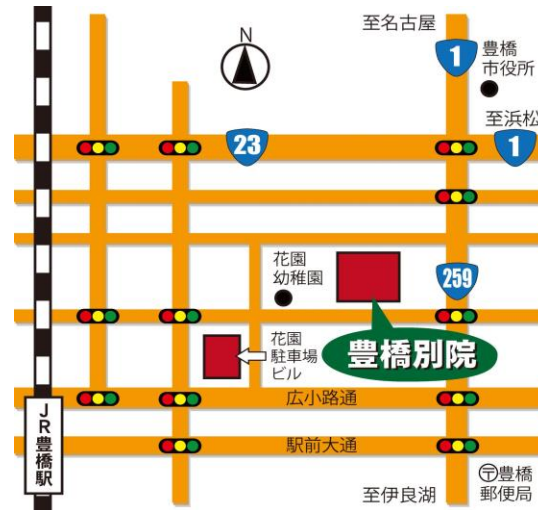 至名古屋
N
1
豊橋
市役所
至浜松
23
1
花園
幼稚園
259
花園
駐車場
ビル
豊橋別院
広小路通
JR豊橋駅
駅前大通
〒豊橋
郵便局
至伊良湖